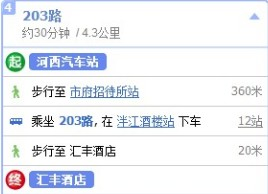 4
203路
约30分钟 / 4.3公里
起 河西汽车站
步行至 市府招待所站 360米
乘坐 203路, 在 泮江酒楼站 下车 12站
步行至 汇丰酒店 20米
终 汇丰酒店